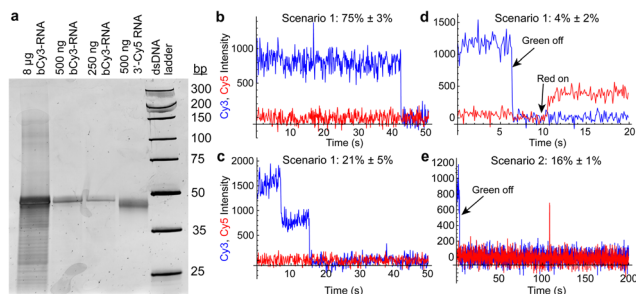 a
8 µg
bCy3-RNA
500 ng
bCy3-RNA
250 ng
bCy3-RNA
500 ng
3'-Cy5 RNA
dsDNA
ladder
bp
300
200
150
100
75
50
35
25
b
Scenario 1: 75% ± 3%
Cy3, Cy5 Intensity
1000
500
0
10 20 30 40 50
Time (s)
c
Scenario 1: 21% ± 5%
Cy3, Cy5 Intensity
2000
1500
1000
500
0
10 20 30 40 50
Time (s)
d
Scenario 1: 4% ± 2%
1500
1000
500
0
Green off
Red on
0 5 10 15 20
Time (s)
e
Scenario 2: 16% ± 1%
1200
1000
800
600
400
200
0
Green off
0 50 100 150 200
Time (s)